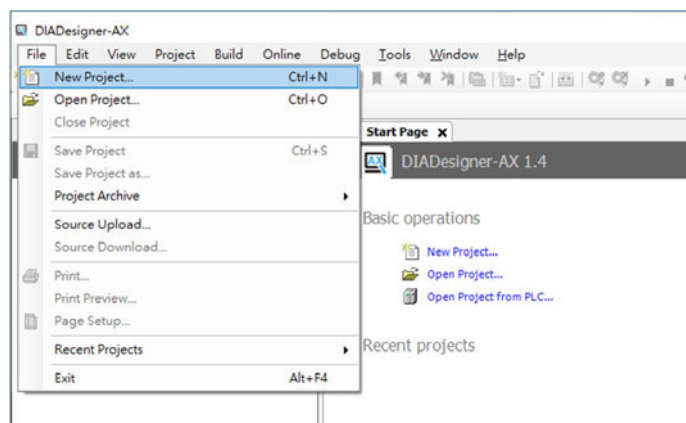 DIADesigner-AX
File Edit View Project Build Online Debug Tools Window Help
New Project... Ctrl+N
Open Project... Ctrl+O
Close Project
Save Project Ctrl+S
Save Project as...
Project Archive
Source Upload...
Source Download...
Print...
Print Preview...
Page Setup...
Recent Projects
Exit Alt+F4
Start Page
AX DIADesigner-AX 1.4
Basic operations
New Project...
Open Project...
Open Project from PLC...
Recent projects